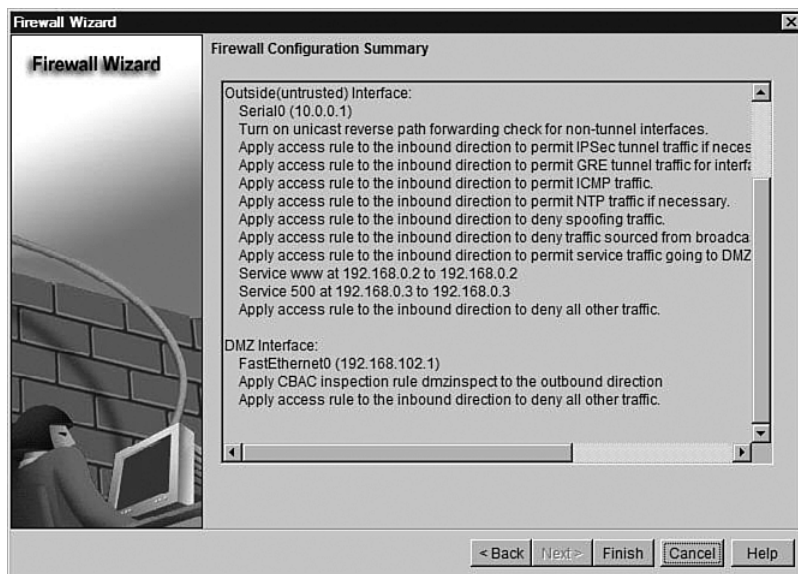 Firewall Wizard
Firewall Wizard
Firewall Configuration Summary
Outside(untrusted) Interface:
Serial0 (10.0.0.1)
Turn on unicast reverse path forwarding check for non-tunnel interfaces.
Apply access rule to the inbound direction to permit IPSec tunnel traffic if neces
Apply access rule to the inbound direction to permit GRE tunnel traffic for interfa
Apply access rule to the inbound direction to permit ICMP traffic.
Apply access rule to the inbound direction to permit NTP traffic if necessary.
Apply access rule to the inbound direction to deny spoofing traffic.
Apply access rule to the inbound direction to deny traffic sourced from broadca
Apply access rule to the inbound direction to permit service traffic going to DMZ
Service www at 192.168.0.2 to 192.168.0.2
Service 500 at 192.168.0.3 to 192.168.0.3
Apply access rule to the inbound direction to deny all other traffic.
DMZ Interface:
FastEthernet0 (192.168.102.1)
Apply CBAC inspection rule dmzinspect to the outbound direction
Apply access rule to the inbound direction to deny all other traffic.
< Back Next > Finish Cancel Help